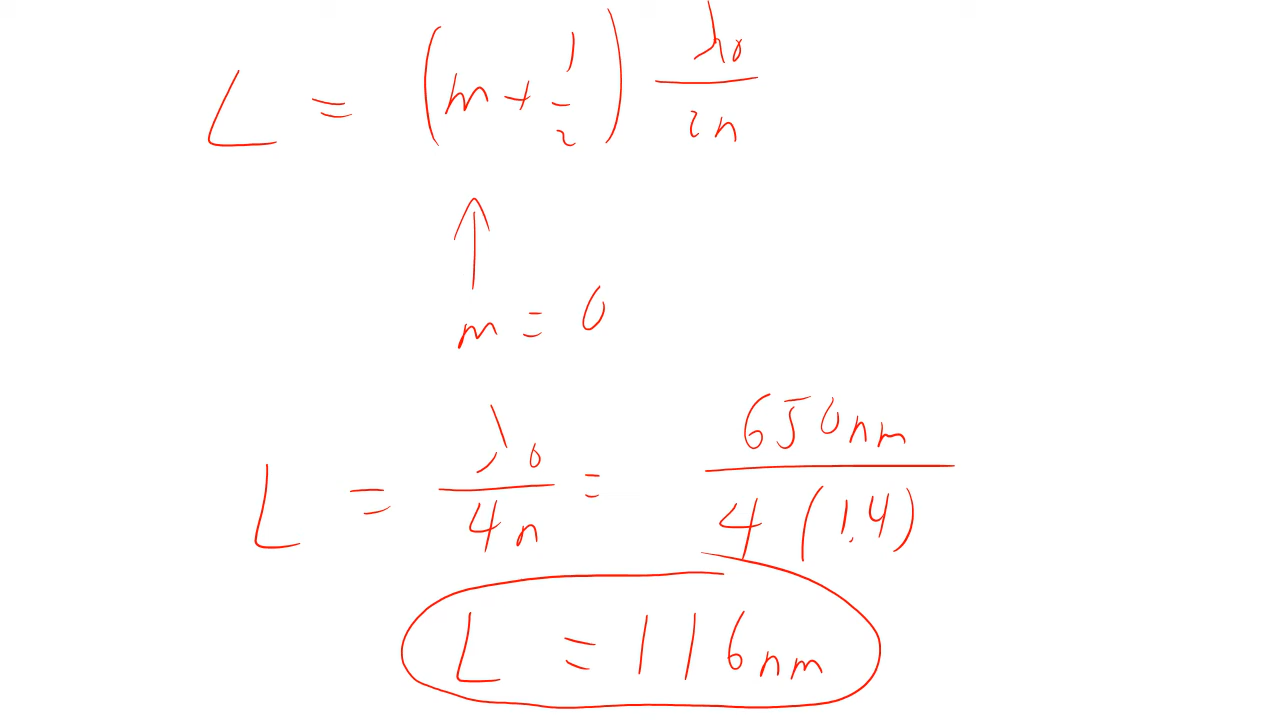 L = (m + 1/2) λ0/2n
m = 0
L = λ0/4n = 650nm/4(1.4)
L = 116nm